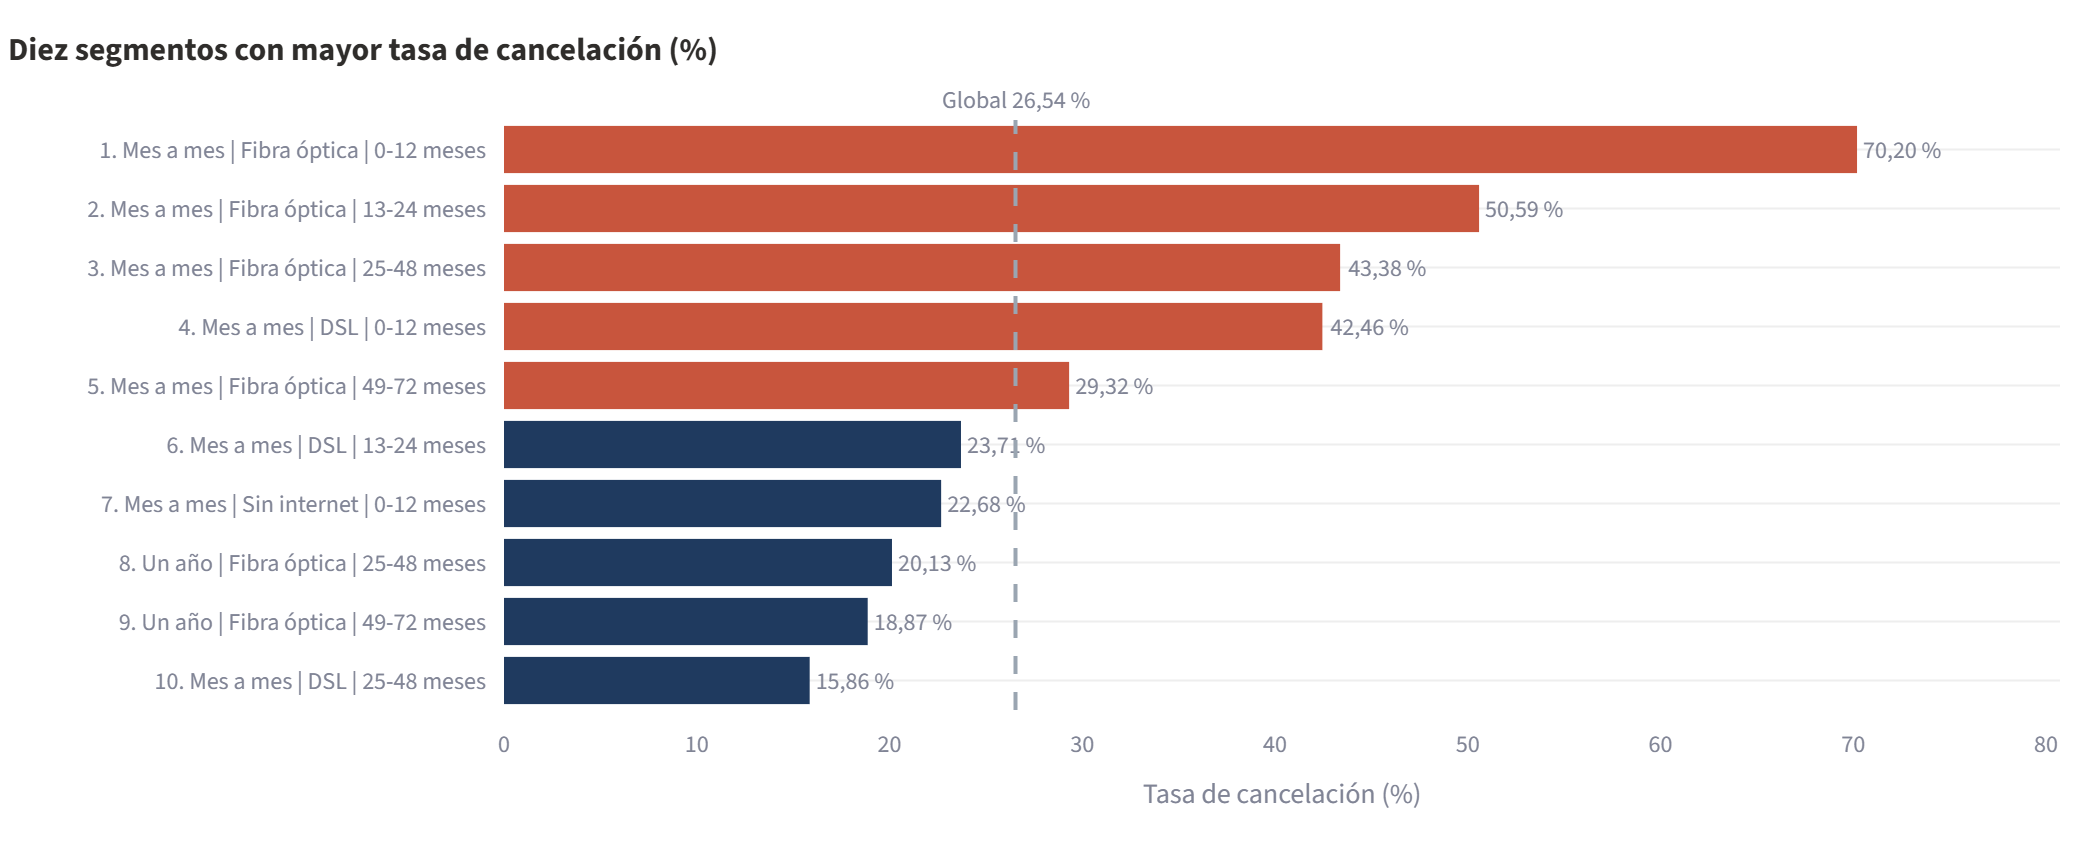 Diez segmentos con mayor tasa de cancelación (%)
Global 26,54 %
1. Mes a mes | Fibra óptica | 0-12 meses 70,20 %
2. Mes a mes | Fibra óptica | 13-24 meses 50,59 %
3. Mes a mes | Fibra óptica | 25-48 meses 43,38 %
4. Mes a mes | DSL | 0-12 meses 42,46 %
5. Mes a mes | Fibra óptica | 49-72 meses 29,32 %
6. Mes a mes | DSL | 13-24 meses 23,71 %
7. Mes a mes | Sin internet | 0-12 meses 22,68 %
8. Un año | Fibra óptica | 25-48 meses 20,13 %
9. Un año | Fibra óptica | 49-72 meses 18,87 %
10. Mes a mes | DSL | 25-48 meses 15,86 %
0 10 20 30 40 50 60 70 80
Tasa de cancelación (%)